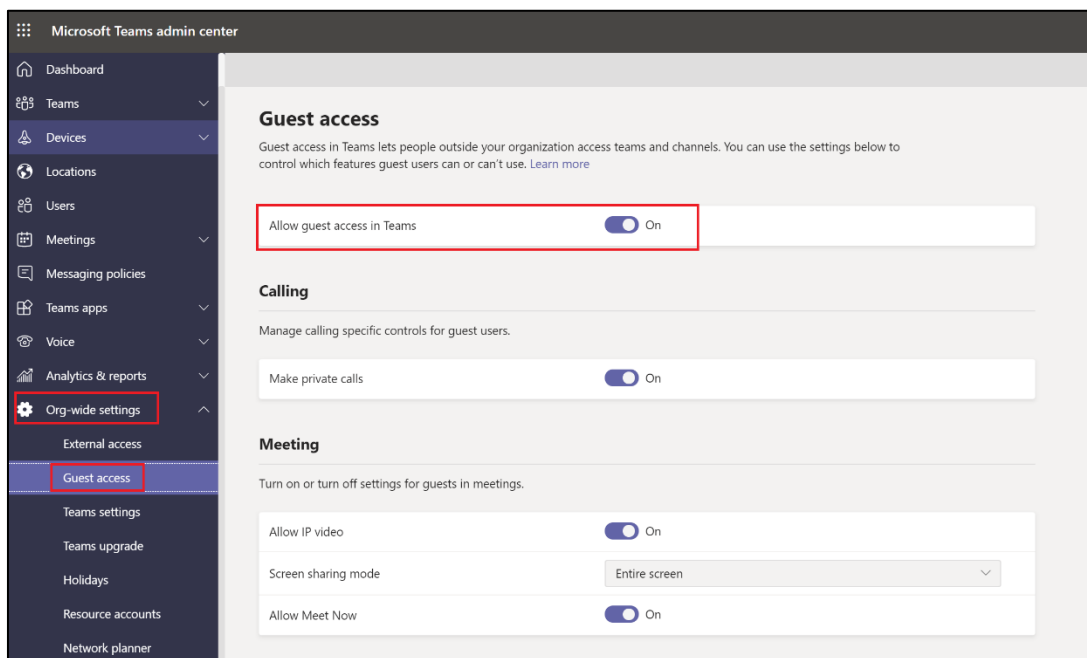 Microsoft Teams admin center
Dashboard
Teams
Devices
Locations
Users
Meetings
Messaging policies
Teams apps
Voice
Analytics & reports
Org-wide settings
External access
Guest access
Teams settings
Teams upgrade
Holidays
Resource accounts
Network planner
Guest access
Guest access in Teams lets people outside your organization access teams and channels. You can use the settings below to
control which features guest users can or can't use. Learn more
Allow guest access in Teams On
Calling
Manage calling specific controls for guest users.
Make private calls On
Meeting
Turn on or turn off settings for guests in meetings.
Allow IP video On
Screen sharing mode Entire screen
Allow Meet Now On